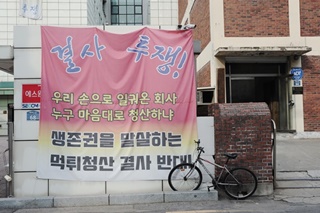 결사 투쟁!
우리 손으로 일궈온 회사
누구 마음대로 청산하냐
생존권을 말살하는
먹튀청산 결사 반대